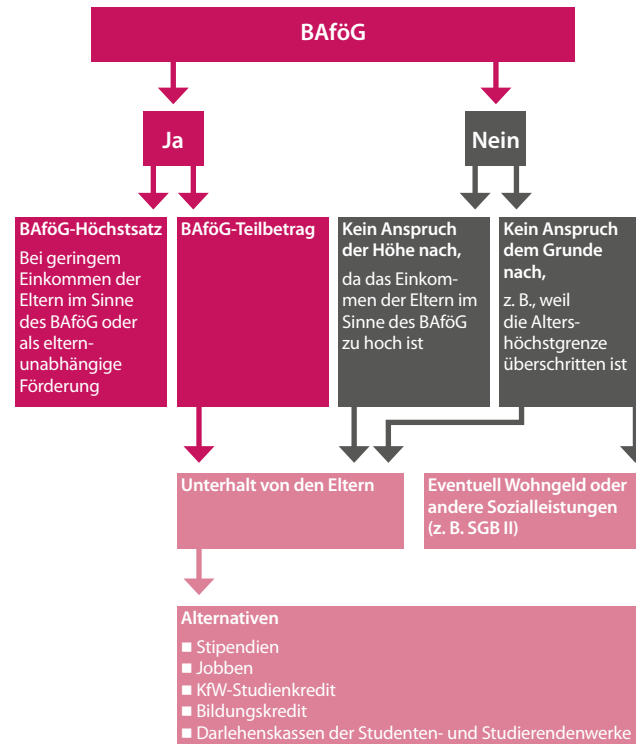 BAföG
Ja
Nein
BAföG-Höchstsatz
Bei geringem
Einkommen der
Eltern im Sinne
des BAföG oder
als eltern-
unabhängige
Förderung
BAföG-Teilbetrag
Kein Anspruch
der Höhe nach,
da das Einkom-
men der Eltern im
Sinne des BAföG
zu hoch ist
Kein Anspruch
dem Grunde
nach,
z. B., weil
die Alters-
höchstgrenze
überschritten ist
Unterhalt von den Eltern
Eventuell Wohngeld oder
andere Sozialleistungen
(z. B. SGB II)
Alternativen
■ Stipendien
■ Jobben
■ KfW-Studienkredit
■ Bildungskredit
■ Darlehenskassen der Studenten- und Studierendenwerke